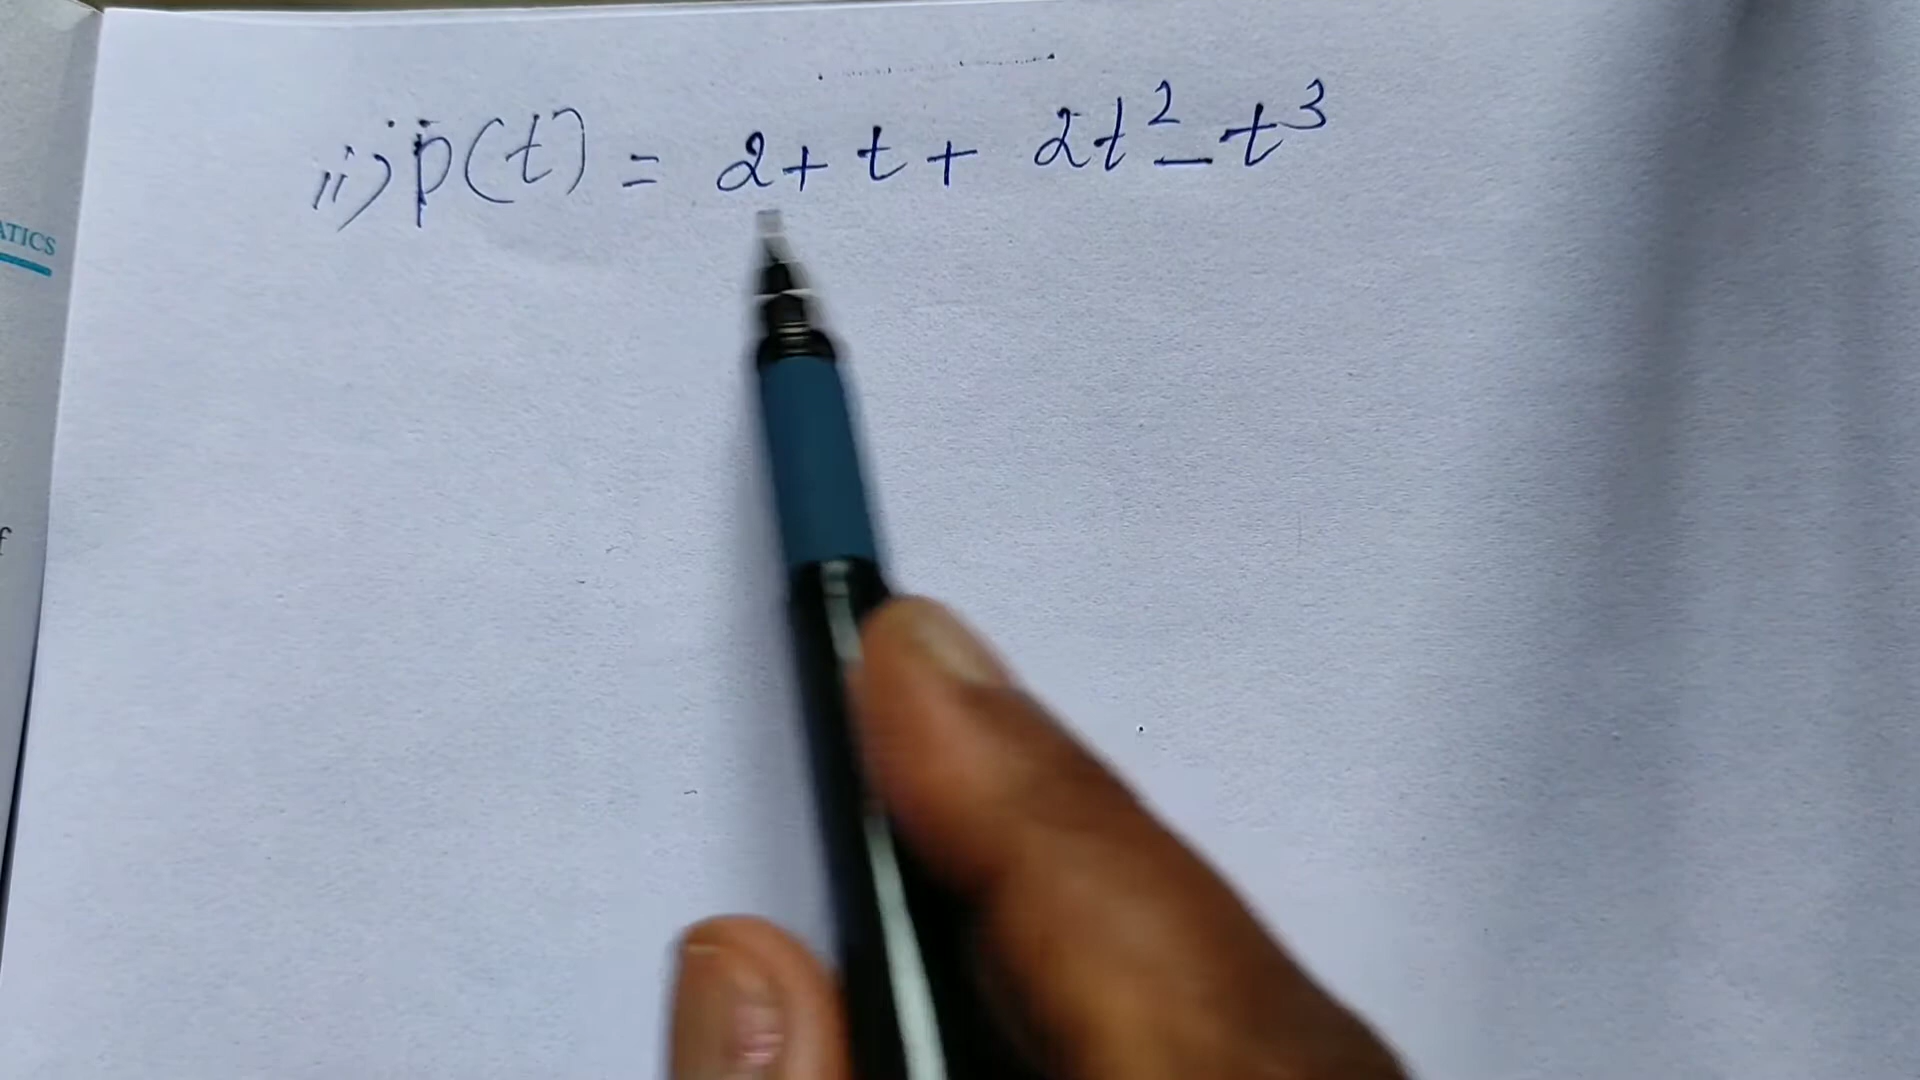 ii) p(t) = 2 + t + 2t² - t³
ATICS
f